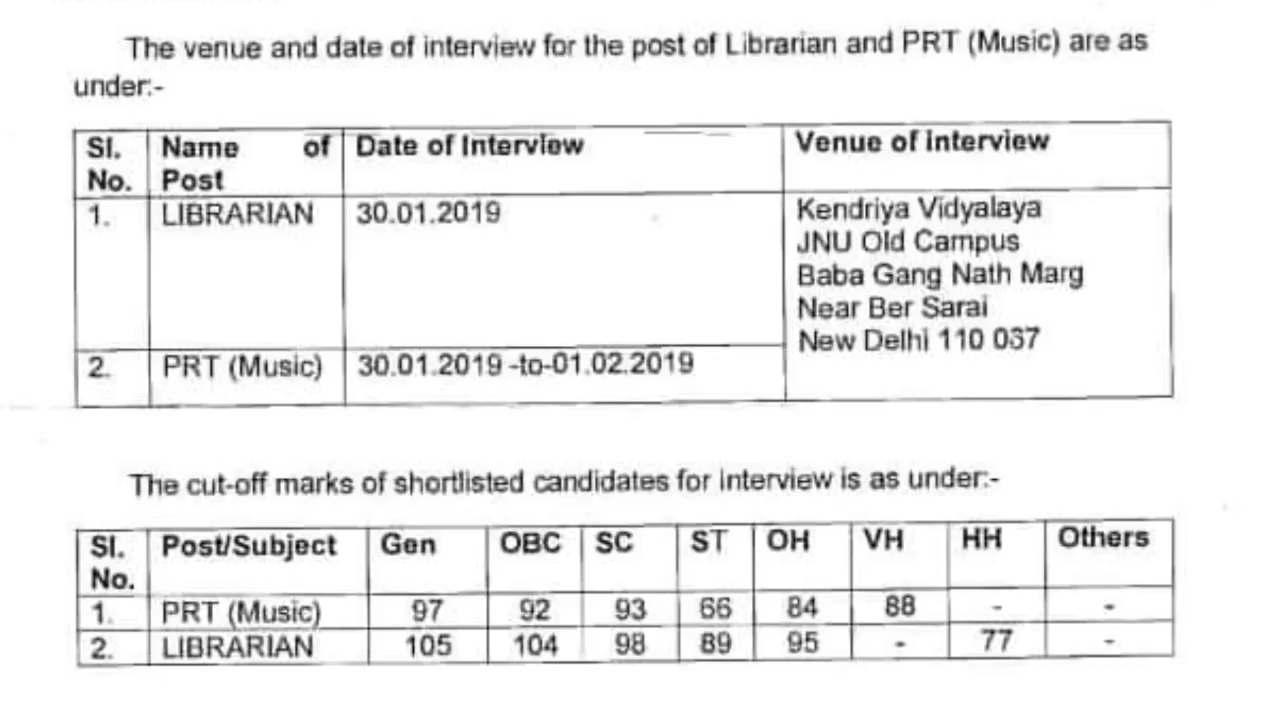 The venue and date of interview for the post of Librarian and PRT (Music) are as
under:-
Sl. No. Name of Post Date of Interview Venue of Interview
1. LIBRARIAN 30.01.2019 Kendriya Vidyalaya
JNU Old Campus
Baba Gang Nath Marg
Near Ber Sarai
New Delhi 110 067
2. PRT (Music) 30.01.2019 -to-01.02.2019
The cut-off marks of shortlisted candidates for interview is as under:-
Sl. No. Post/Subject Gen OBC SC ST OH VH HH Others
1. PRT (Music) 97 92 93 66 84 88 - -
2. LIBRARIAN 105 104 98 89 95 - 77 -